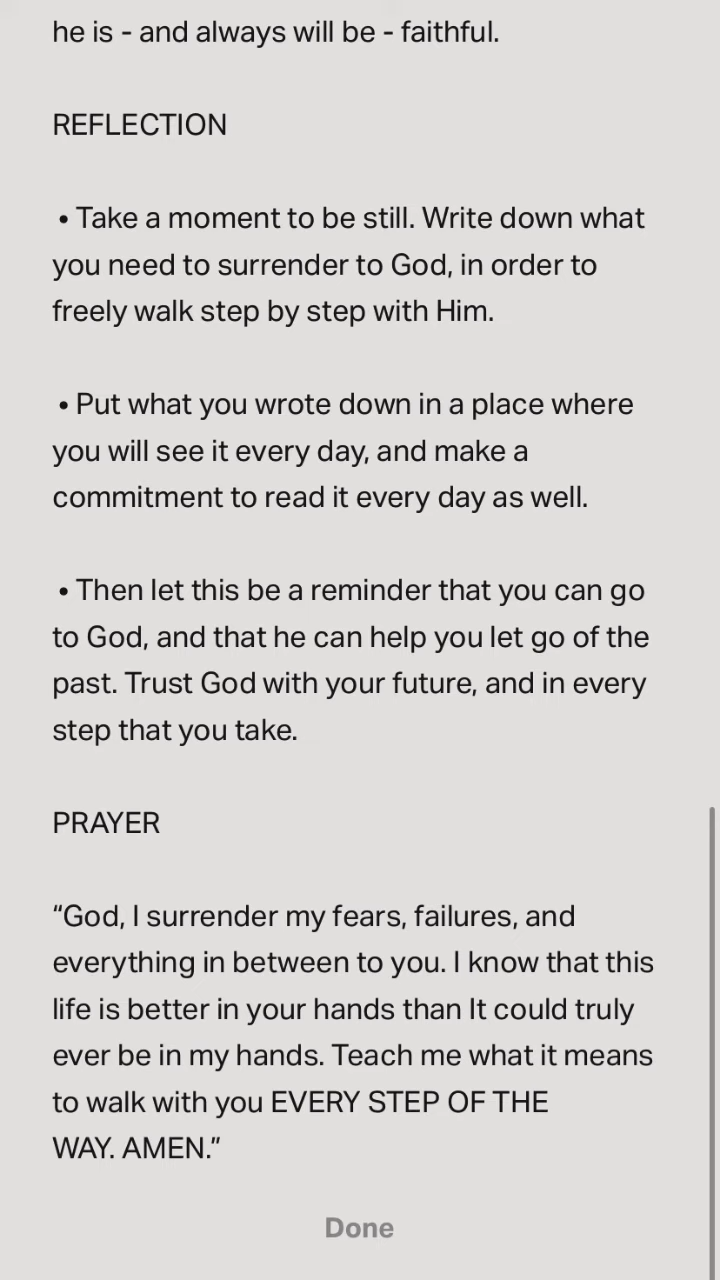 he is - and always will be - faithful.
REFLECTION
• Take a moment to be still. Write down what
you need to surrender to God, in order to
freely walk step by step with Him.
• Put what you wrote down in a place where
you will see it every day, and make a
commitment to read it every day as well.
• Then let this be a reminder that you can go
to God, and that he can help you let go of the
past. Trust God with your future, and in every
step that you take.
PRAYER
“God, I surrender my fears, failures, and
everything in between to you. I know that this
life is better in your hands than It could truly
ever be in my hands. Teach me what it means
to walk with you EVERY STEP OF THE
WAY. AMEN.”
Done